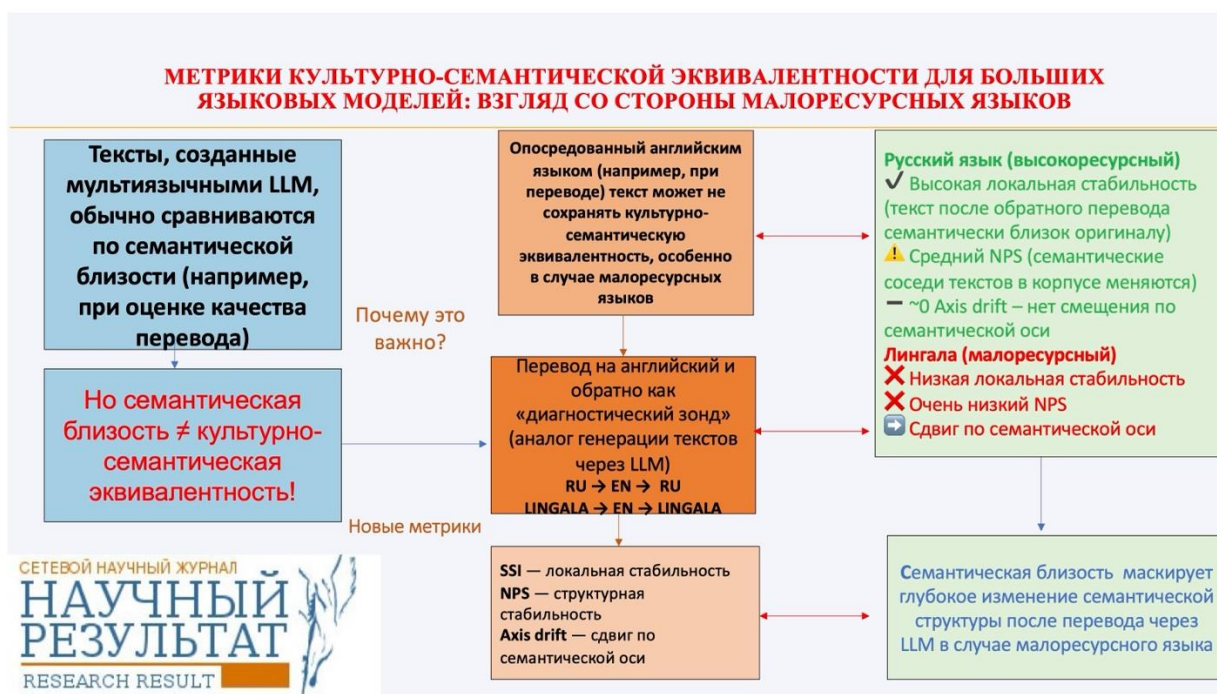 МЕТРИКИ КУЛЬТУРНО-СЕМАНТИЧЕСКОЙ ЭКВИВАЛЕНТНОСТИ ДЛЯ БОЛЬШИХ
ЯЗЫКОВЫХ МОДЕЛЕЙ: ВЗГЛЯД СО СТОРОНЫ МАЛОРЕСУРСНЫХ ЯЗЫКОВ
Тексты, созданные
мультиязычными LLM,
обычно сравниваются
по семантической
близости (например,
при оценке качества
перевода)
Но семантическая
близость ≠ культурно-
семантическая
эквивалентность!
Почему это
важно?
Новые метрики
Опосредованный английским
языком (например, при
переводе) текст может не
сохранять культурно-
семантическую
эквивалентность, особенно
в случае малоресурсных
языков
Перевод на английский и
обратно как
«диагностический зонд»
(аналог генерации текстов
через LLM)
RU → EN → RU
LINGALA → EN → LINGALA
SSI — локальная стабильность
NPS — структурная
стабильность
Axis drift — сдвиг по
семантической оси
Русский язык (высокоресурсный)
✔ Высокая локальная стабильность
(текст после обратного перевода
семантически близок оригиналу)
⚠ Средний NPS (семантические
соседи текстов в корпусе меняются)
➖ ~0 Axis drift – нет смещения по
семантической оси
Лингала (малоресурсный)
❌ Низкая локальная стабильность
❌ Очень низкий NPS
➡ Сдвиг по семантической оси
Семантическая близость маскирует
глубокое изменение семантической
структуры после перевода через
LLM в случае малоресурсного языка
СЕТЕВОЙ НАУЧНЫЙ ЖУРНАЛ
НАУЧНЫЙ
РЕЗУЛЬТАТ
RESEARCH RESULT